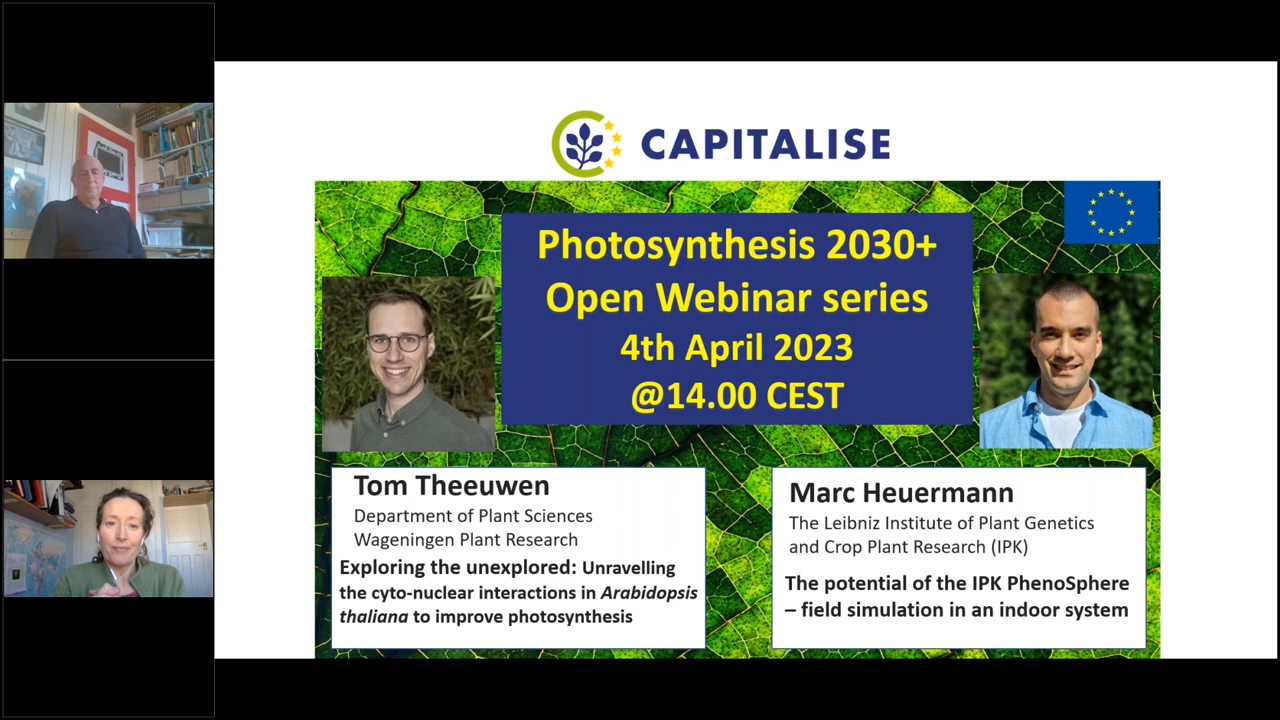 CAPITALISE
Photosynthesis 2030+
Open Webinar series
4th April 2023
@14.00 CEST
Tom Theeuwen
Department of Plant Sciences
Wageningen Plant Research
Exploring the unexplored: Unravelling
the cyto-nuclear interactions in Arabidopsis
thaliana to improve photosynthesis
Marc Heuermann
The Leibniz Institute of Plant Genetics
and Crop Plant Research (IPK)
The potential of the IPK PhenoSphere
– field simulation in an indoor system